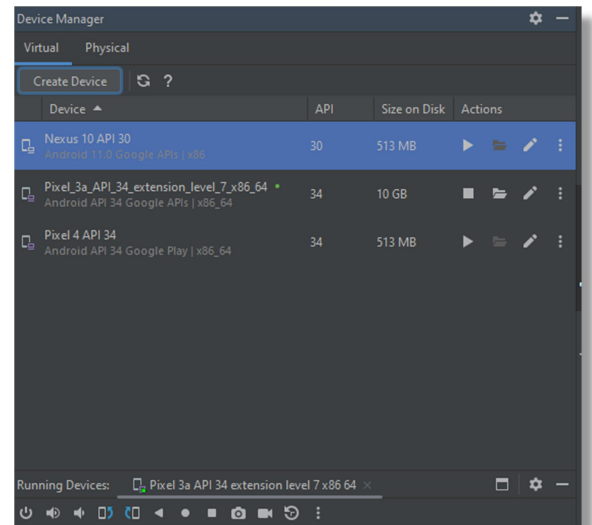 Device Manager
Virtual Physical
Create Device ?
Device API Size on Disk Actions
Nexus 10 API 30 30 513 MB
Android 11.0 Google APIs | x86
Pixel_3a_API_34_extension_level_7_x86_64 34 10 GB
Android API 34 Google APIs | x86_64
Pixel 4 API 34 34 513 MB
Android API 34 Google Play | x86_64
Running Devices: Pixel 3a API 34 extension level 7 x86 64